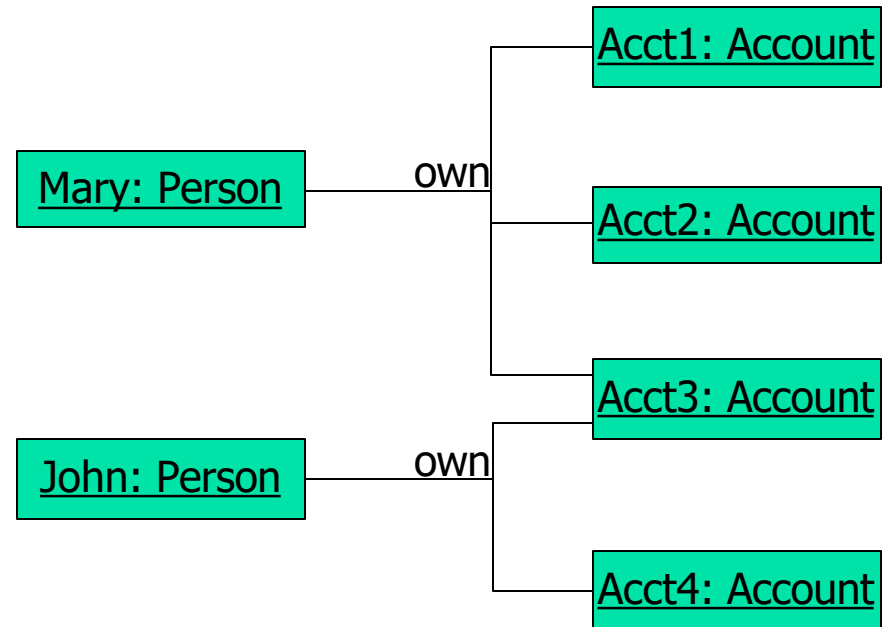 Acct1: Account
Mary: Person
own
Acct2: Account
Acct3: Account
John: Person
own
Acct4: Account